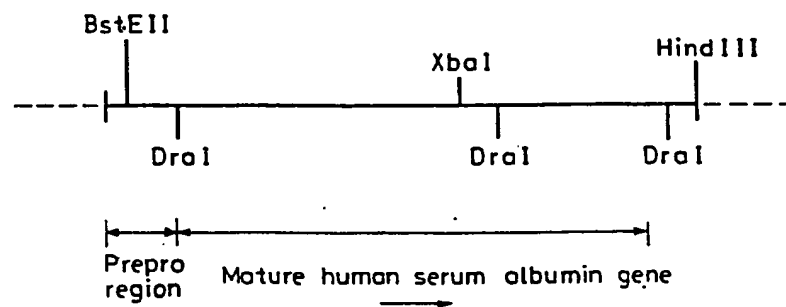 BstEII
XbaI
HindIII
DraI
DraI
DraI
Prepro
region
Mature human serum albumin gene